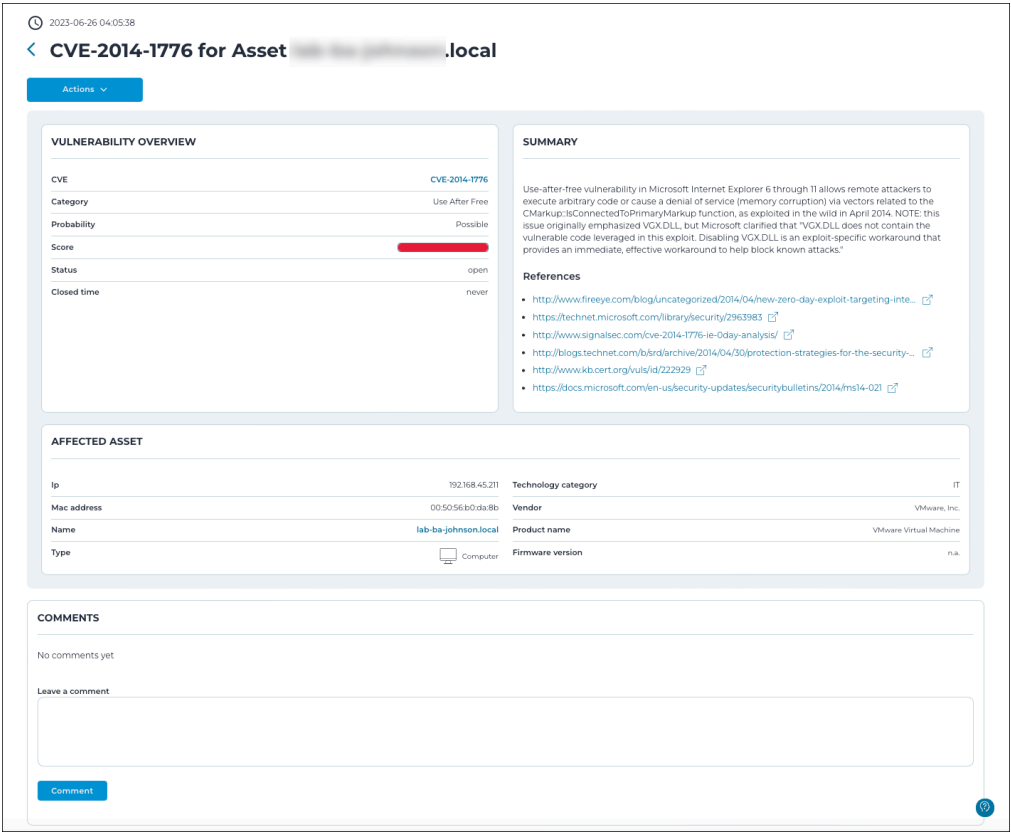 2023-06-26 04:05:38
CVE-2014-1776 for Asset .local
Actions
VULNERABILITY OVERVIEW
CVE CVE-2014-1776
Category Use After Free
Probability Possible
Score
Status open
Closed time never
SUMMARY
Use-after-free vulnerability in Microsoft Internet Explorer 6 through 11 allows remote attackers to
execute arbitrary code or cause a denial of service (memory corruption) via vectors related to the
CMarkup::IsConnectedToPrimaryMarkup function, as exploited in the wild in April 2014. NOTE: this
issue originally emphasized VGX.DLL, but Microsoft clarified that "VGX.DLL does not contain the
vulnerable code leveraged in this exploit. Disabling VGX.DLL is an exploit-specific workaround that
provides an immediate, effective workaround to help block known attacks."
References
http://www.fireeye.com/blog/uncategorized/2014/04/new-zero-day-exploit-targeting-inte...
https://technet.microsoft.com/library/security/2963983
http://www.signalsec.com/cve-2014-1776-ie-0day-analysis/
http://blogs.technet.com/b/srd/archive/2014/04/30/protection-strategies-for-the-security-...
http://www.kb.cert.org/vuls/id/222929
https://docs.microsoft.com/en-us/security-updates/securitybulletins/2014/ms14-021
AFFECTED ASSET
Ip 192.168.45.211 Technology category IT
Mac address 00:50:56:b0:da:8b Vendor VMware, Inc.
Name lab-ba-johnson.local Product name VMware Virtual Machine
Type Computer Firmware version n.a.
COMMENTS
No comments yet
Leave a comment
Comment